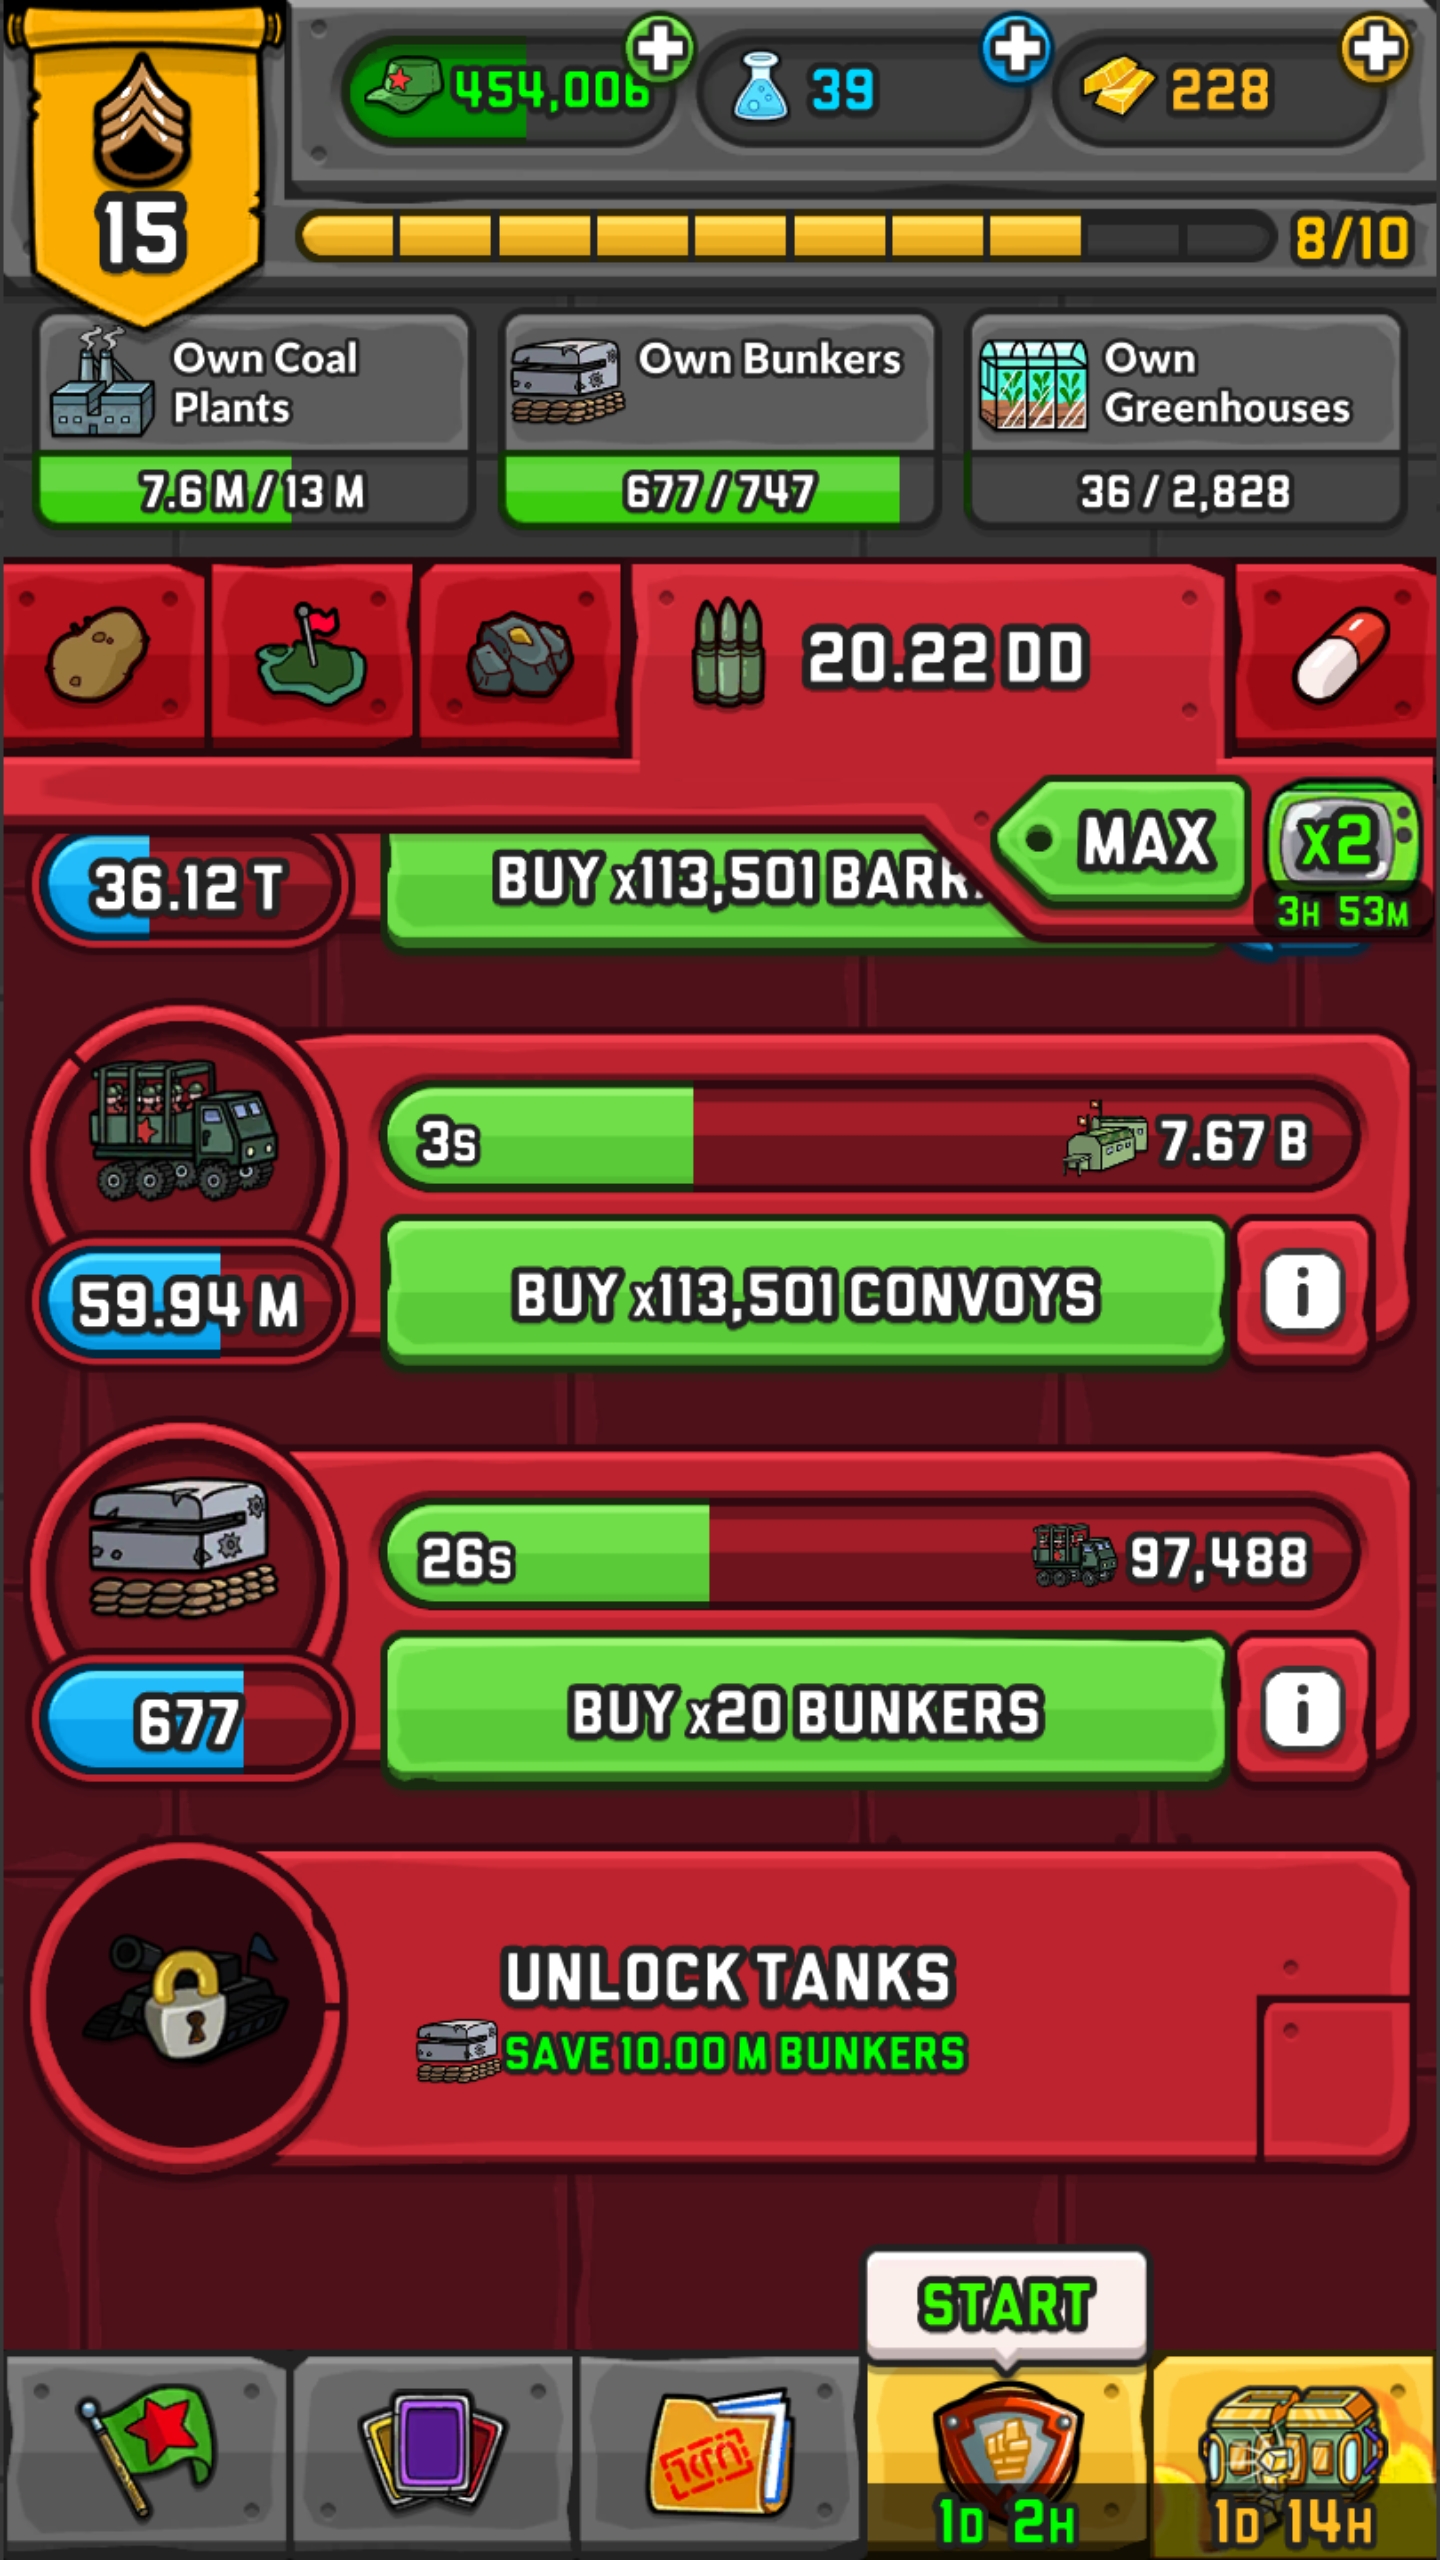 454,006
39
228
15
8/10
Own Coal
Plants
7.6 M / 13 M
Own Bunkers
677 / 747
Own
Greenhouses
36 / 2,828
20.22 DD
MAX
x2
3H 53M
36.12 T
BUY x113,501 BARR.
3s
7.67 B
59.94 M
BUY x113,501 CONVOYS
i
26s
97,488
677
BUY x20 BUNKERS
i
UNLOCK TANKS
SAVE 10.00 M BUNKERS
START
1D 2H
1D 14H